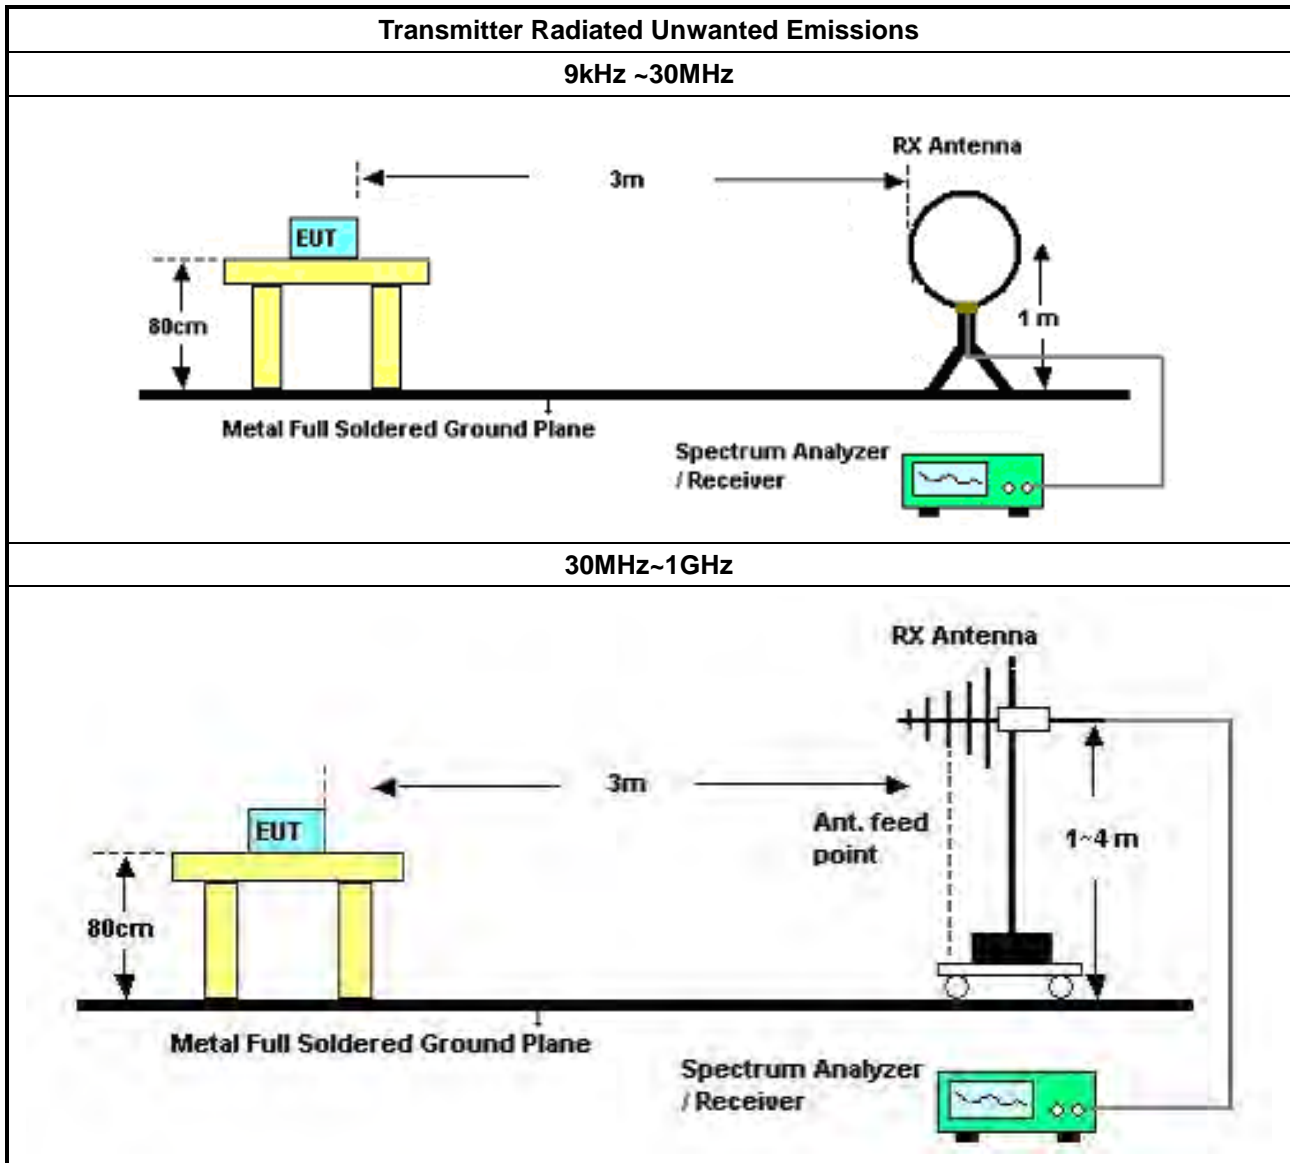 Transmitter Radiated Unwanted Emissions
9kHz ~30MHz
RX Antenna
3m
EUT
80cm
1 m
Metal Full Soldered Ground Plane
Spectrum Analyzer
/ Receiver
30MHz~1GHz
RX Antenna
3m
EUT
Ant. feed
point
1~4 m
80cm
Metal Full Soldered Ground Plane
Spectrum Analyzer
/ Receiver